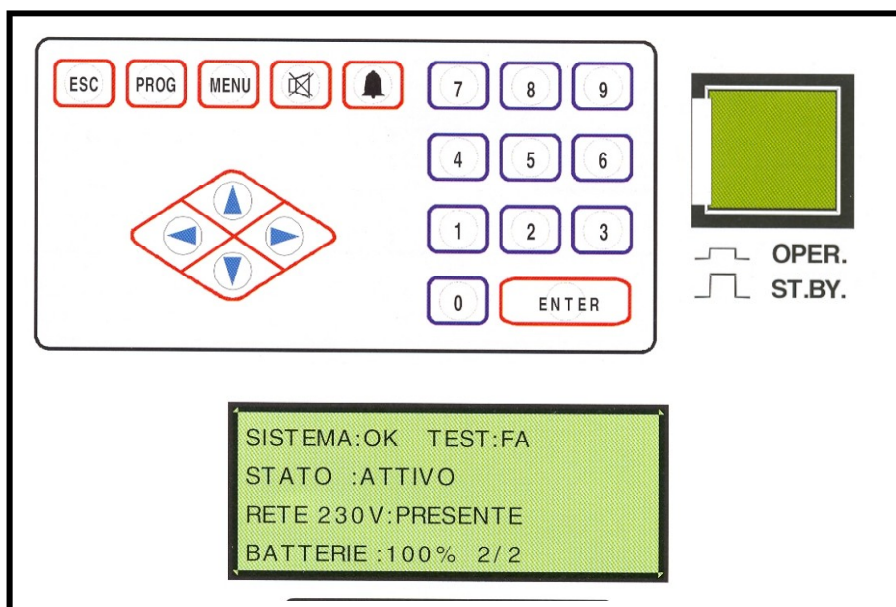 ESC PROG MENU
7 8 9
4 5 6
1 2 3
0 ENTER
OPER.
ST.BY.
SISTEMA:OK TEST:FA
STATO :ATTIVO
RETE 230V:PRESENTE
BATTERIE :100% 2/2